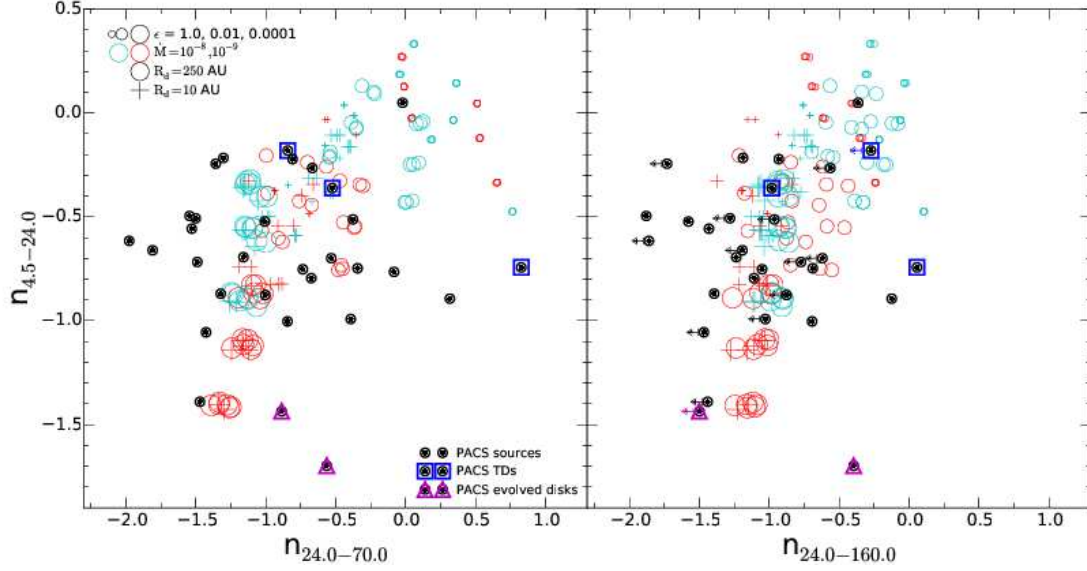 ϵ = 1.0, 0.01, 0.0001
Ṁ=10⁻⁸,10⁻⁹
R_d=250 AU
R_d=10 AU
PACS sources
PACS TDs
PACS evolved disks
0.5
0.0
−0.5
−1.0
−1.5
n_4.5−24.0
−2.0 −1.5 −1.0 −0.5 0.0 0.5 1.0
−2.0 −1.5 −1.0 −0.5 0.0 0.5 1.0
n_24.0−70.0
n_24.0−160.0